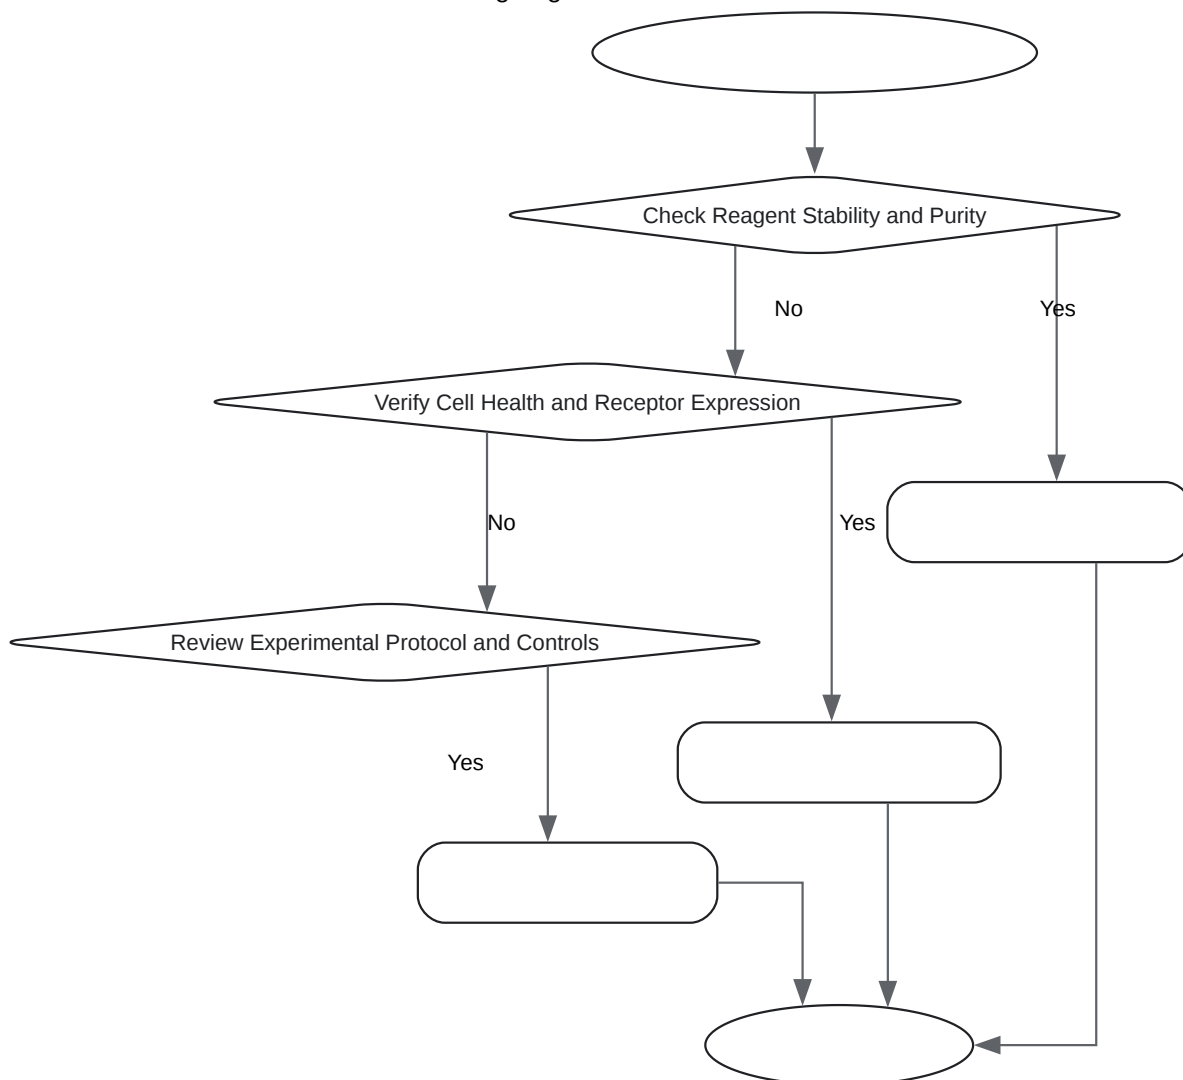 Check Reagent Stability and Purity
No
Yes
Verify Cell Health and Receptor Expression
No
Yes
Review Experimental Protocol and Controls
Yes